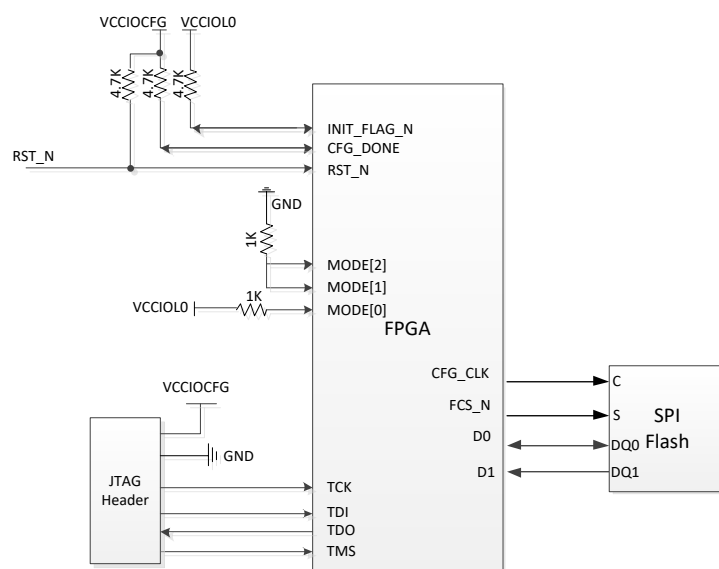 VCCIOCFG VCCIOL0
4.7K 4.7K 4.7K
INIT_FLAG_N
CFG_DONE
RST_N RST_N
GND
1K
MODE[2]
MODE[1]
1K
VCCIOL0 MODE[0]
FPGA
CFG_CLK C
FCS_N S
SPI
Flash
D0 DQ0
D1 DQ1
VCCIOCFG
GND
JTAG
Header
TCK
TDI
TDO
TMS